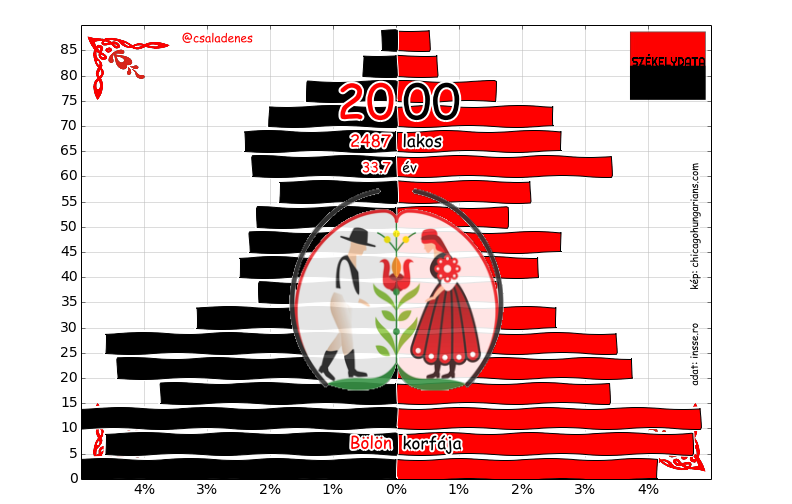 @csaladenes
SZÉKELYDATA
2000
2487 lakos
33.7 év
kép: chicagohungarians.com
adat: insse.ro
Bölön korfája
85
80
75
70
65
60
55
50
45
40
35
30
25
20
15
10
5
0
4% 3% 2% 1% 0% 1% 2% 3% 4%